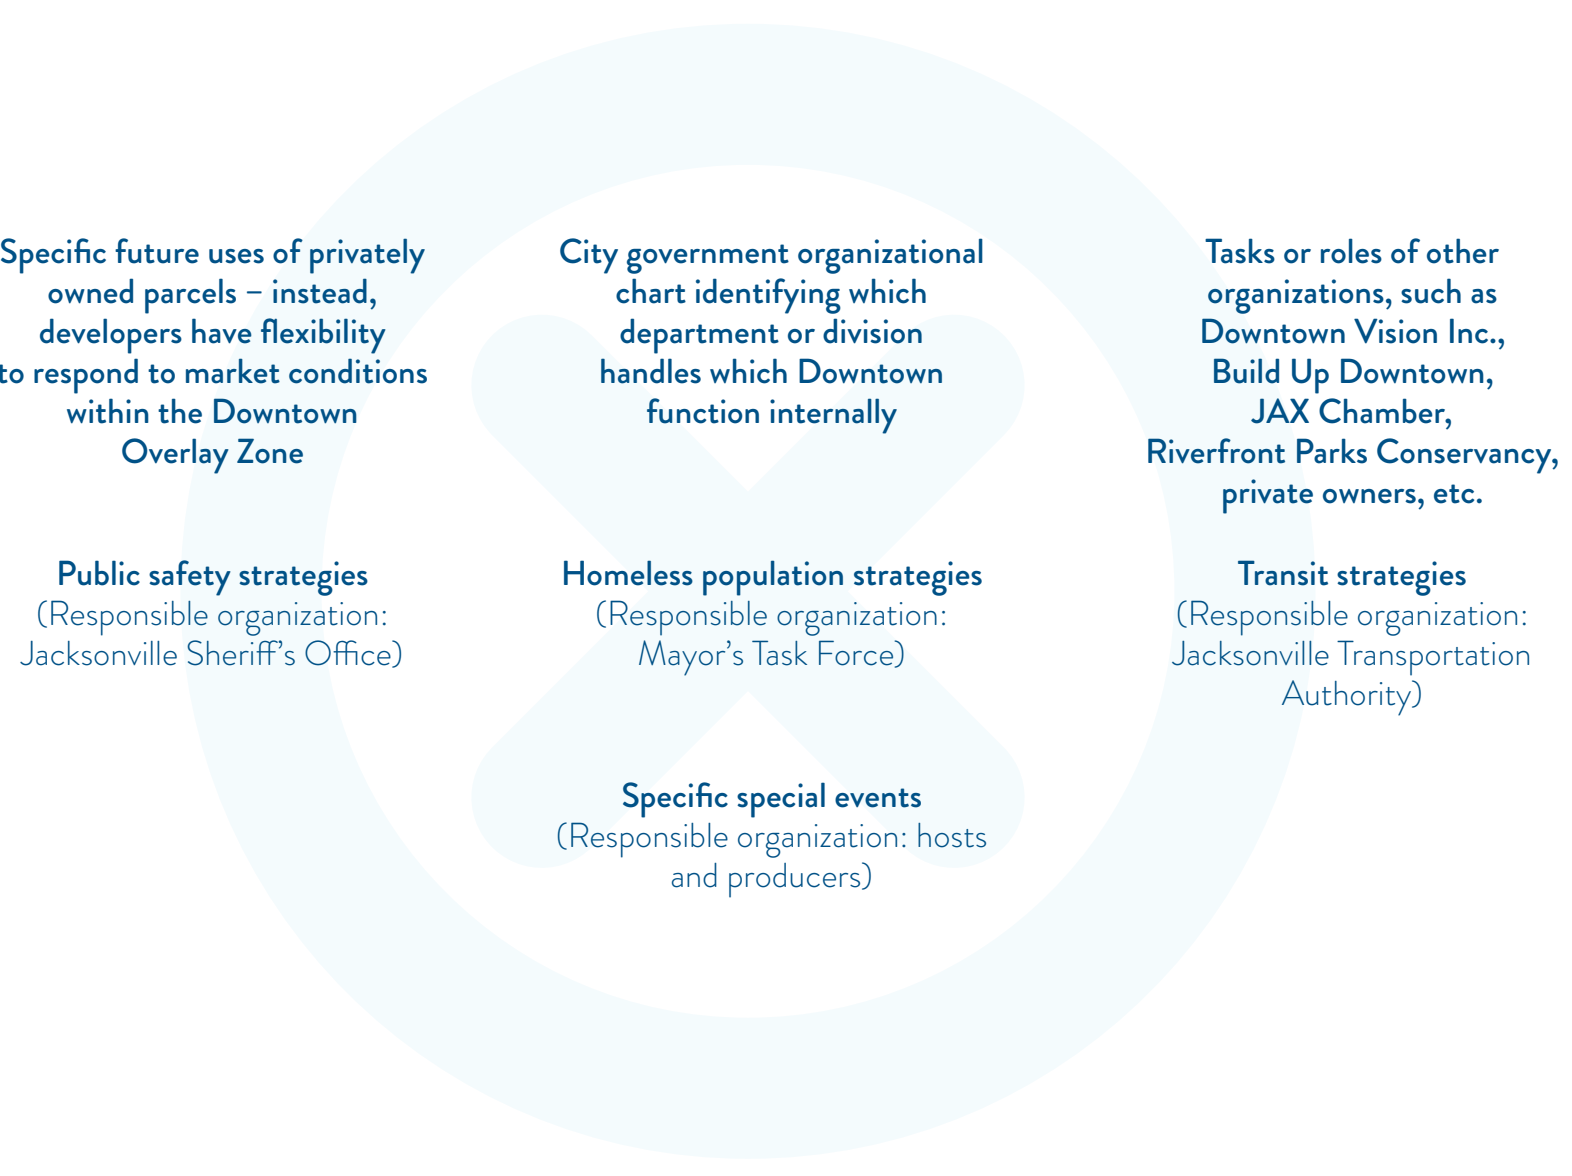 Specific future uses of privately
owned parcels – instead,
developers have flexibility
to respond to market conditions
within the Downtown
Overlay Zone
City government organizational
chart identifying which
department or division
handles which Downtown
function internally
Tasks or roles of other
organizations, such as
Downtown Vision Inc.,
Build Up Downtown,
JAX Chamber,
Riverfront Parks Conservancy,
private owners, etc.
Public safety strategies
(Responsible organization:
Jacksonville Sheriff’s Office)
Homeless population strategies
(Responsible organization:
Mayor’s Task Force)
Transit strategies
(Responsible organization:
Jacksonville Transportation
Authority)
Specific special events
(Responsible organization: hosts
and producers)